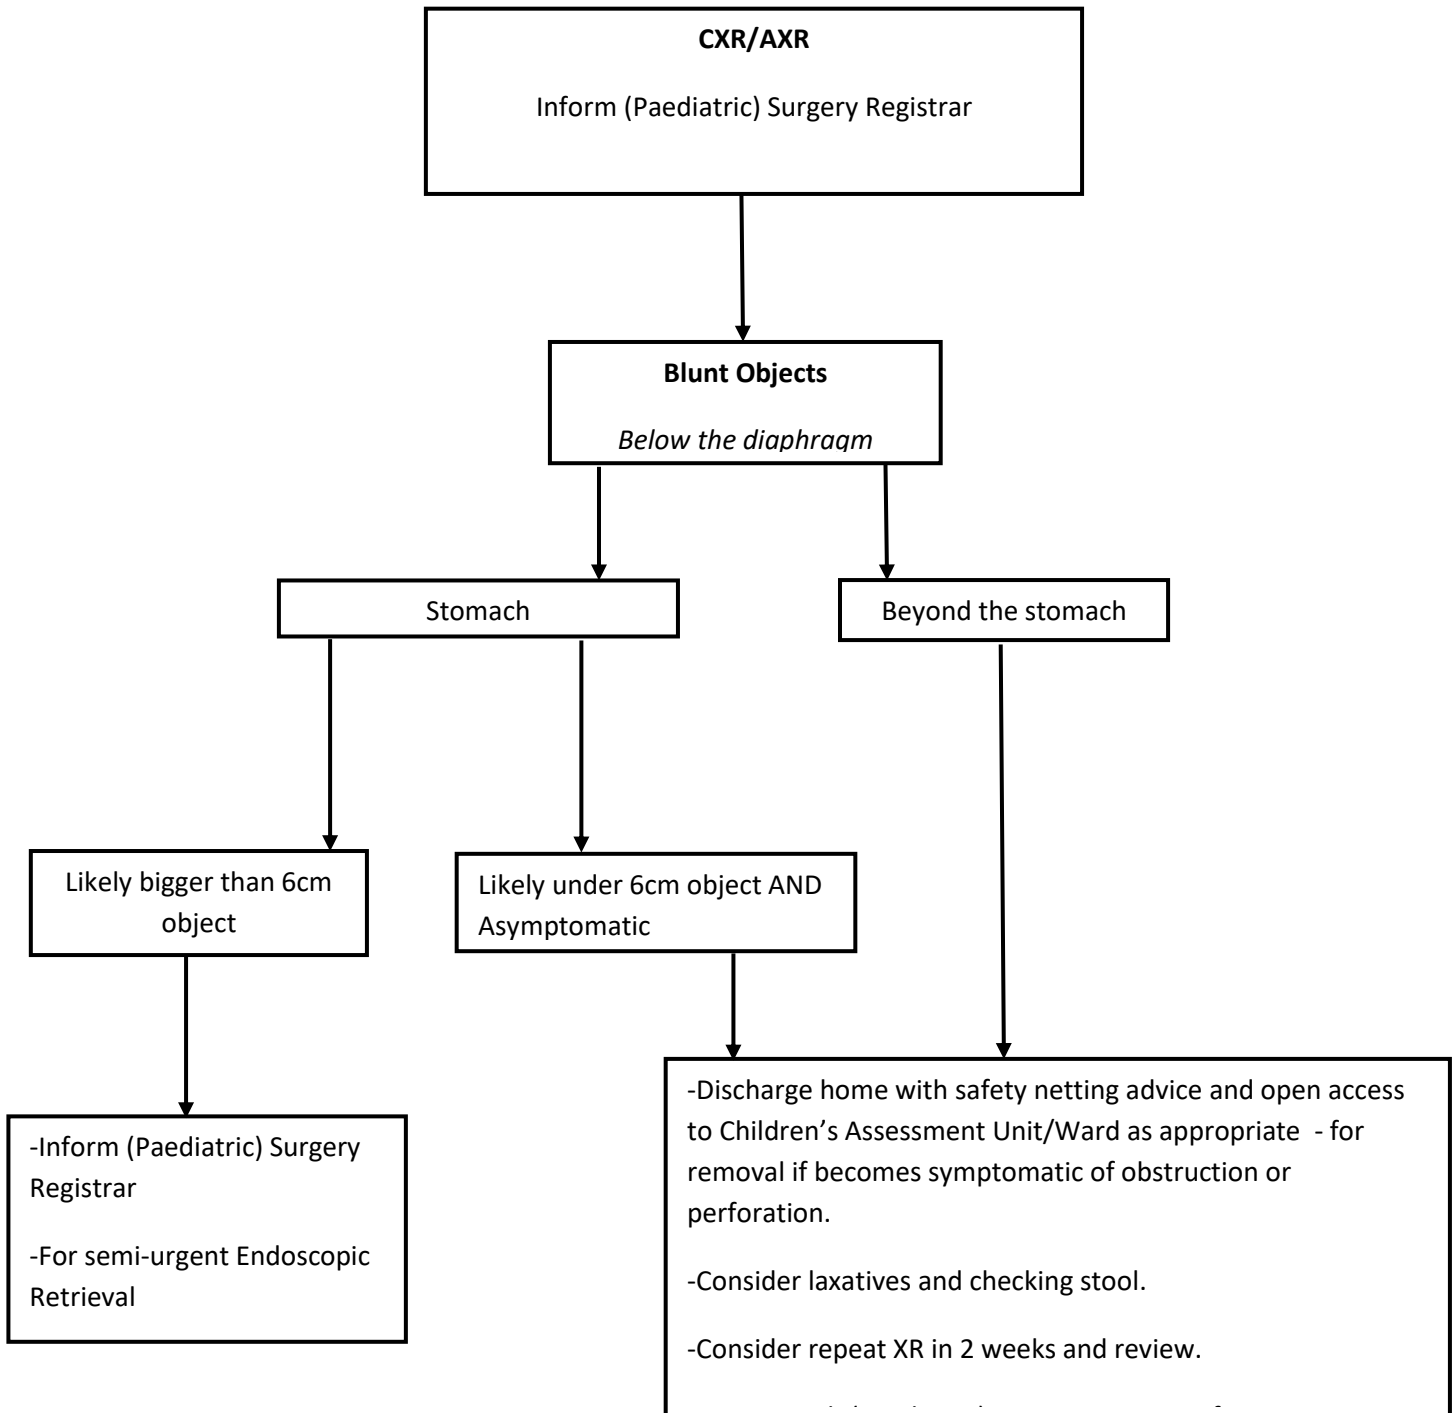 CXR/AXR
Inform (Paediatric) Surgery Registrar
Blunt Objects
Below the diaphragm
Stomach
Beyond the stomach
Likely bigger than 6cm
object
Likely under 6cm object AND
Asymptomatic
-Inform (Paediatric) Surgery
Registrar
-For semi-urgent Endoscopic
Retrieval
-Discharge home with safety netting advice and open access
to Children’s Assessment Unit/Ward as appropriate - for
removal if becomes symptomatic of obstruction or
perforation.
-Consider laxatives and checking stool.
-Consider repeat XR in 2 weeks and review.